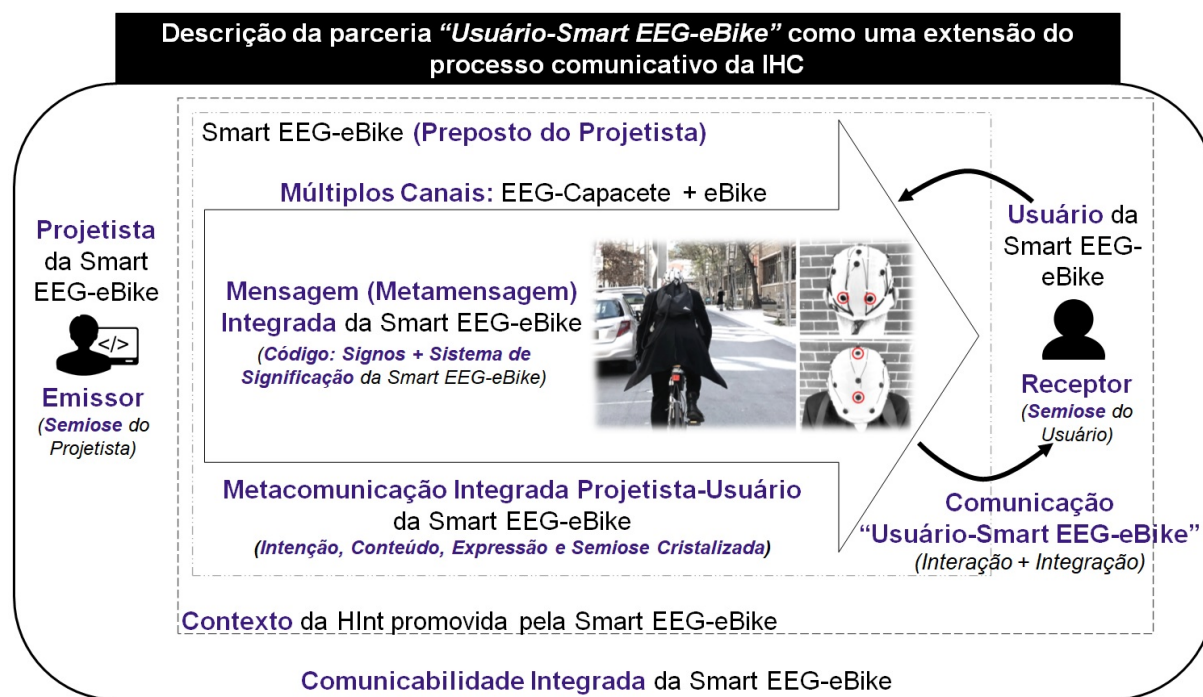 Descrição da parceria “Usuário-Smart EEG-eBike” como uma extensão do
processo comunicativo da IHC
Smart EEG-eBike (Preposto do Projetista)
Múltiplos Canais: EEG-Capacete + eBike
Projetista
da Smart
EEG-eBike
</>
Emissor
(Semiose do
Projetista)
Mensagem (Metamensagem)
Integrada da Smart EEG-eBike
(Código: Signos + Sistema de
Significação da Smart EEG-eBike)
Metacomunicação Integrada Projetista-Usuário
da Smart EEG-eBike
(Intenção, Conteúdo, Expressão e Semiose Cristalizada)
Usuário da
Smart EEG-
eBike
Receptor
(Semiose do
Usuário)
Comunicação
“Usuário-Smart EEG-eBike”
(Interação + Integração)
Contexto da HInt promovida pela Smart EEG-eBike
Comunicabilidade Integrada da Smart EEG-eBike